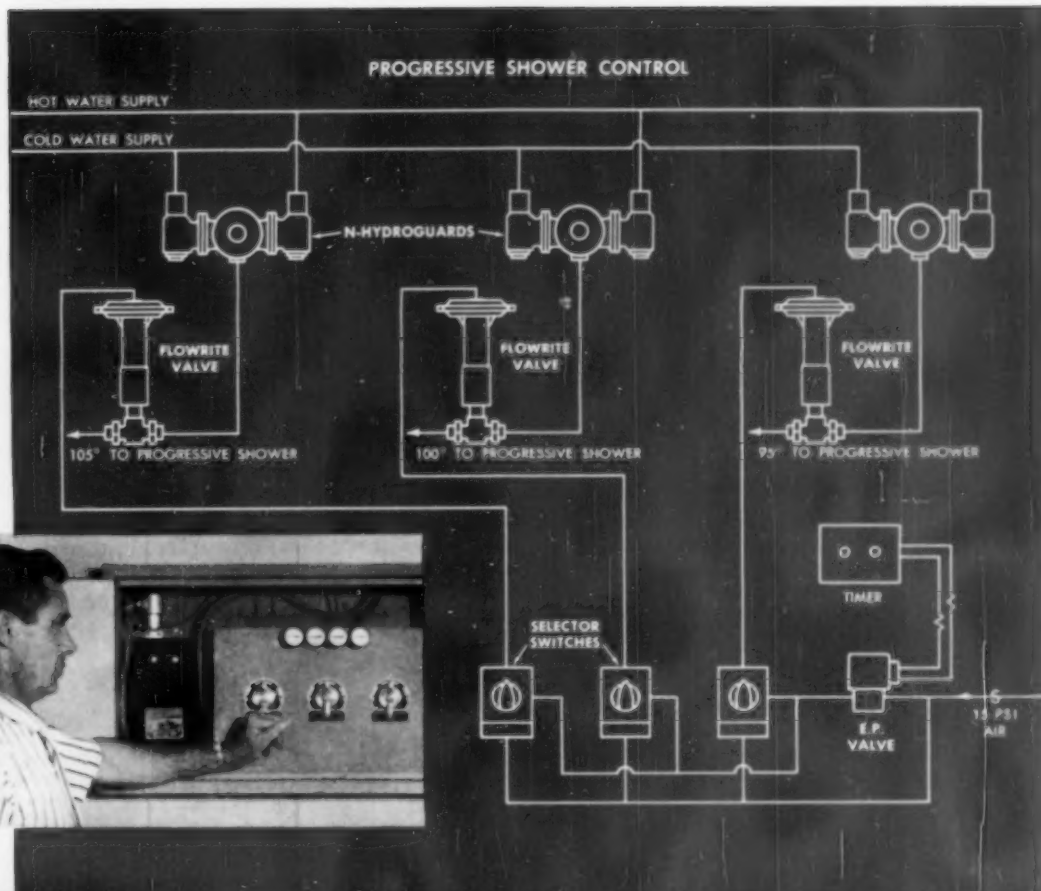 PROGRESSIVE SHOWER CONTROL
HOT WATER SUPPLY
COLD WATER SUPPLY
N-HYDROGUARDS
FLOWRITE
VALVE
FLOWRITE
VALVE
FLOWRITE
VALVE
105° TO PROGRESSIVE SHOWER
100° TO PROGRESSIVE SHOWER
95° TO PROGRESSIVE SHOWER
TIMER
SELECTOR
SWITCHES
E.P.
VALVE
S
15 PSI
AIR